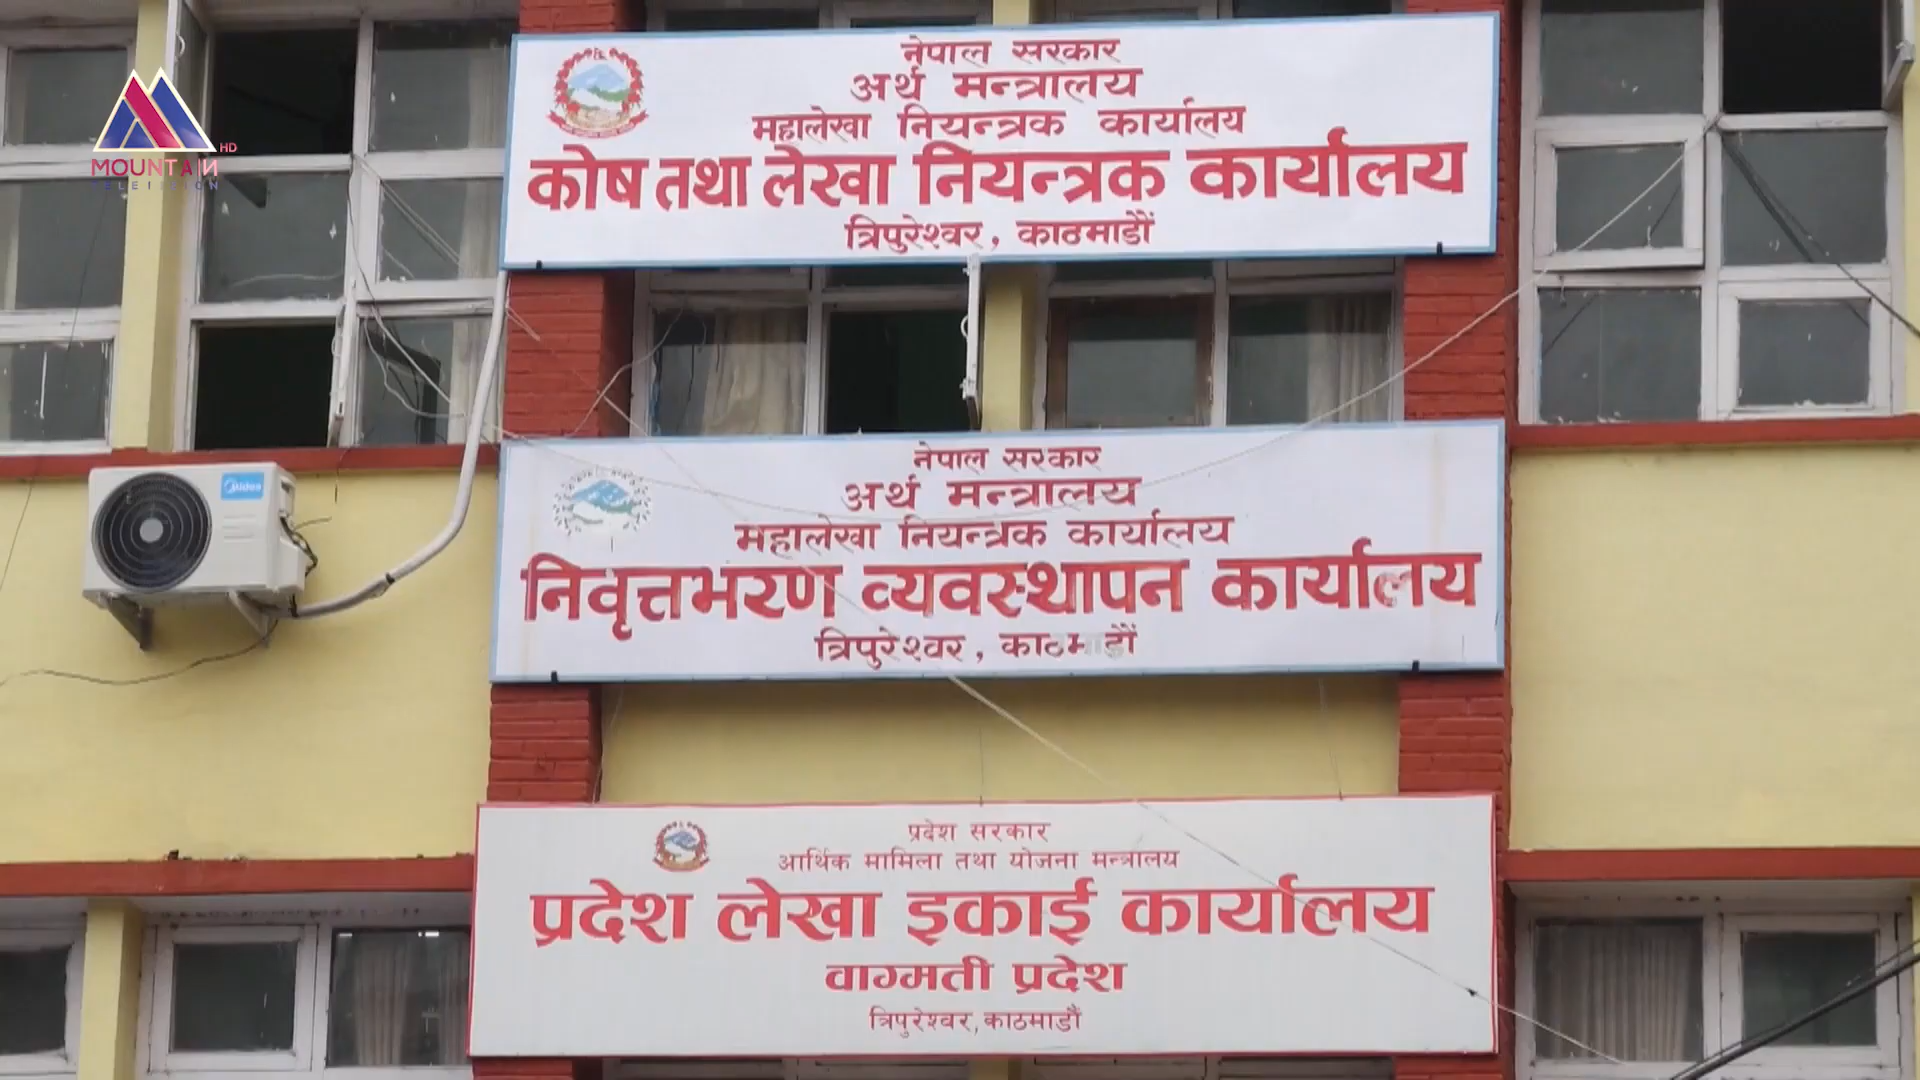 MOUNTAIN HD
TELEVISION
नेपाल सरकार
अर्थ मन्त्रालय
महालेखा नियन्त्रक कार्यालय
कोष तथा लेखा नियन्त्रक कार्यालय
त्रिपुरेश्वर, काठमाडौं
Midea
नेपाल सरकार
अर्थ मन्त्रालय
महालेखा नियन्त्रक कार्यालय
निवृत्तभरण व्यवस्थापन कार्यालय
त्रिपुरेश्वर, काठमाडौं
प्रदेश सरकार
आर्थिक मामिला तथा योजना मन्त्रालय
प्रदेश लेखा इकाई कार्यालय
वाग्मती प्रदेश
त्रिपुरेश्वर, काठमाडौं